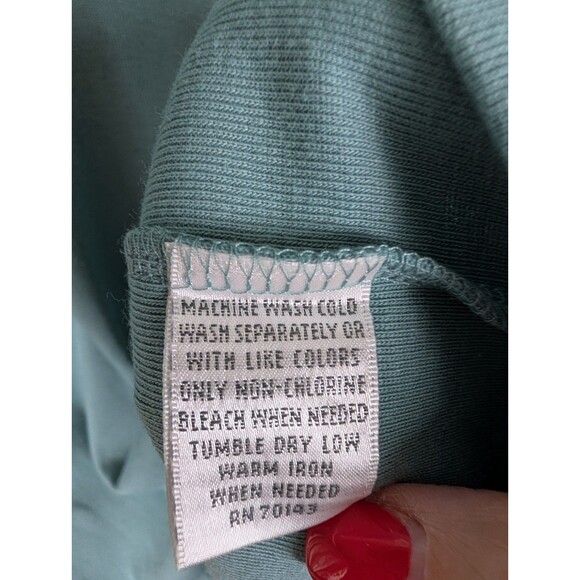 MACHINE WASH COLD
WASH SEPARATELY OR
WITH LIKE COLORS
ONLY NON-CHLORINE
BLEACH WHEN NEEDED
TUMBLE DRY LOW
WARM IRON
WHEN NEEDED
RN 70143